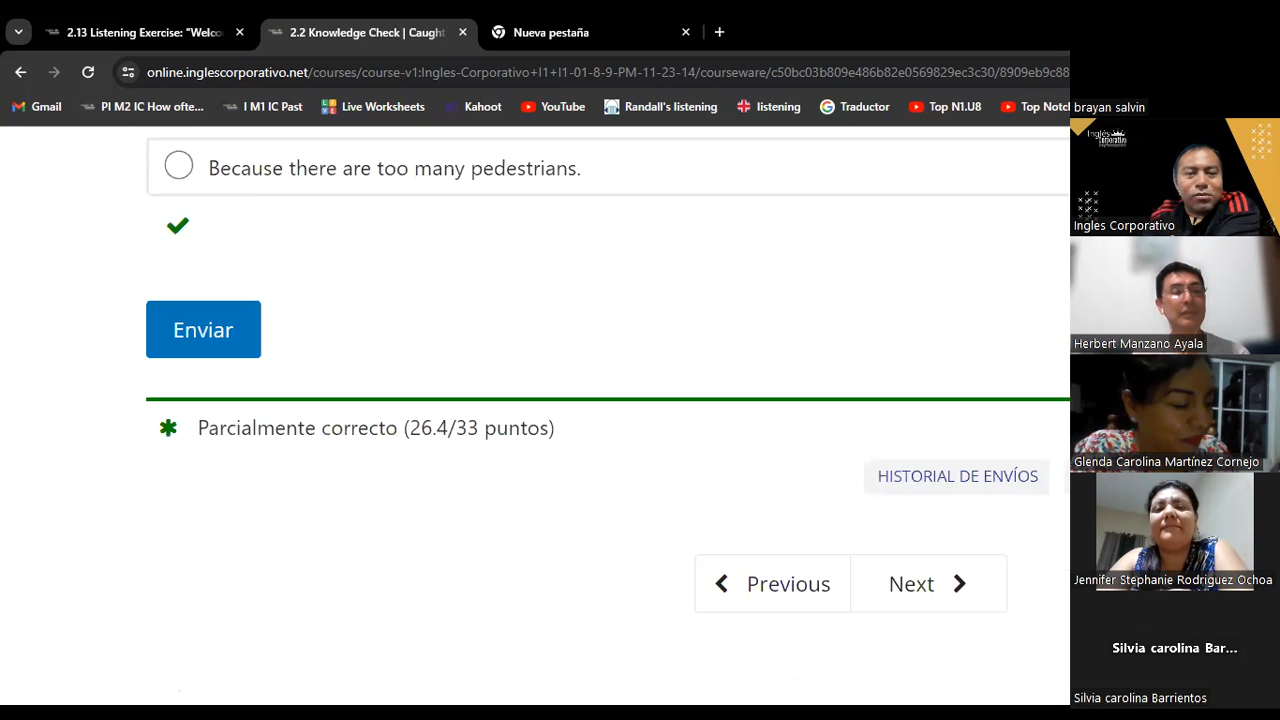 2.13 Listening Exercise: "Welco
2.2 Knowledge Check | Caught
Nueva pestaña
online.inglescorporativo.net/courses/course-v1:Ingles-Corporativo+I1+I1-01-8-9-PM-11-23-14/courseware/c50bc03b809e486b82e0569829ec3c30/8909eb9c88
Gmail
PI M2 IC How ofte...
I M1 IC Past
Live Worksheets
Kahoot
YouTube
Randall's listening
listening
Traductor
Top N1.U8
Top Notch
brayan salvin
Because there are too many pedestrians.
Inglés
Corporativo
Ingles Corporativo
Enviar
Herbert Manzano Ayala
Parcialmente correcto (26.4/33 puntos)
Glenda Carolina Martínez Cornejo
HISTORIAL DE ENVÍOS
Previous
Next
Jennifer Stephanie Rodriguez Ochoa
Silvia carolina Bar...
Silvia carolina Barrientos